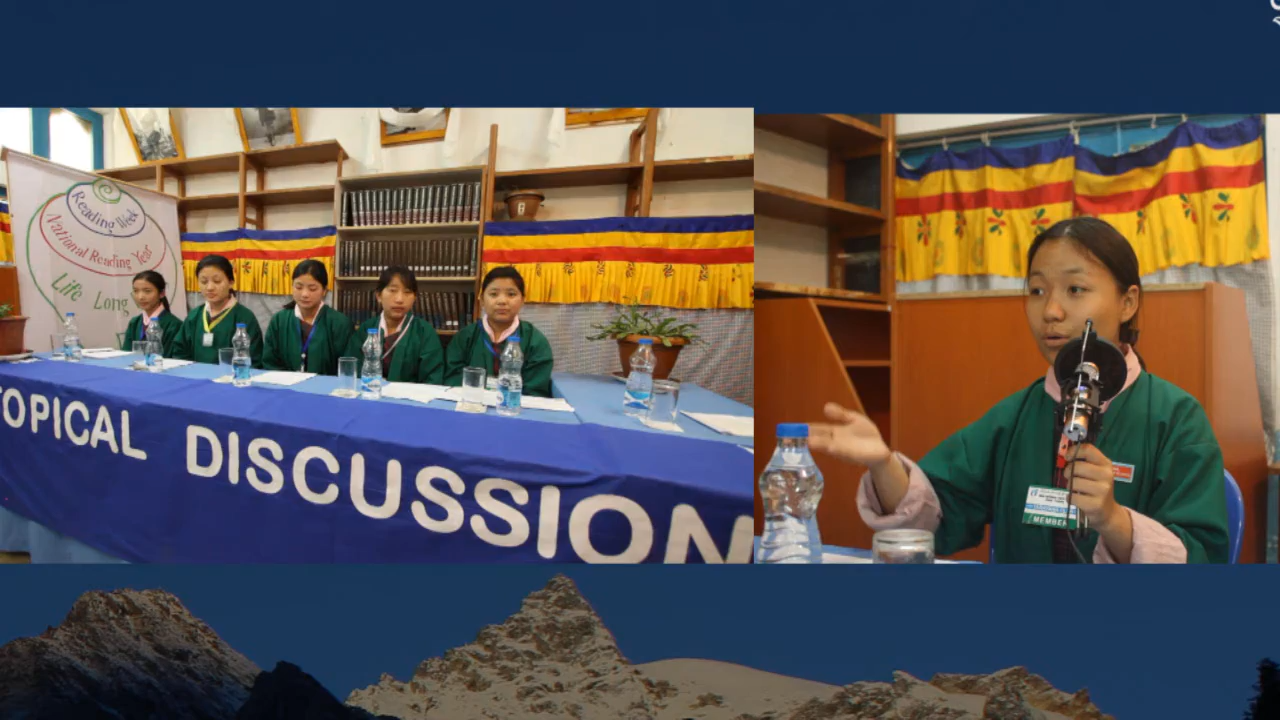 Reading Week
National Reading Year
Life Long
TOPICAL DISCUSSION
MEMBER